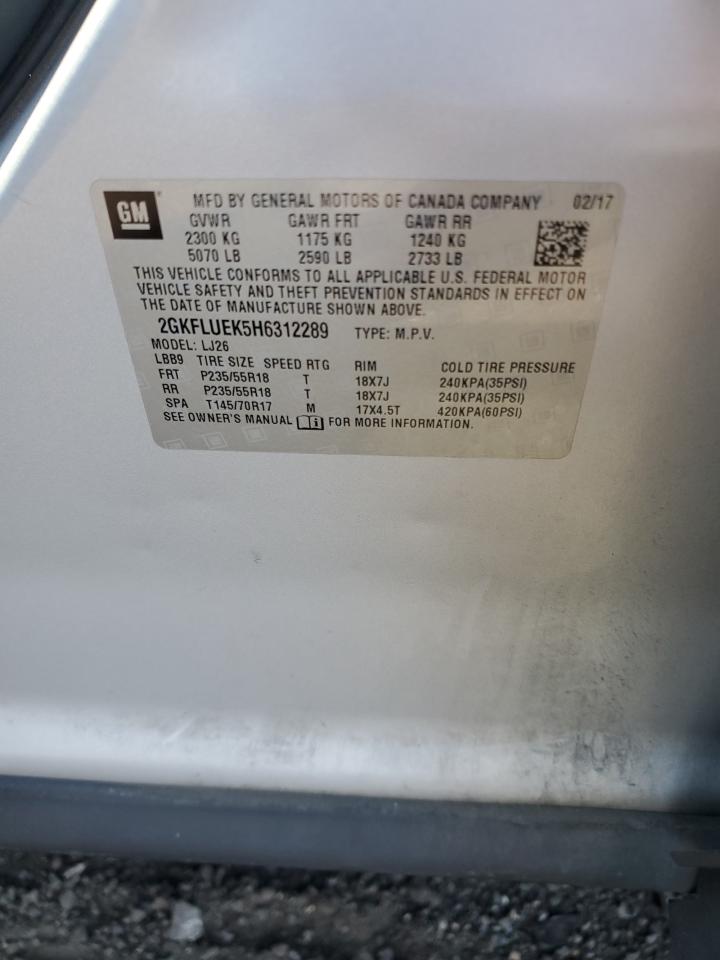 GM
MFD BY GENERAL MOTORS OF CANADA COMPANY 02/17
GVWR GAWR FRT GAWR RR
2300 KG 1175 KG 1240 KG
5070 LB 2590 LB 2733 LB
THIS VEHICLE CONFORMS TO ALL APPLICABLE U.S. FEDERAL MOTOR
VEHICLE SAFETY AND THEFT PREVENTION STANDARDS IN EFFECT ON
THE DATE OF MANUFACTURE SHOWN ABOVE.
2GKFLUEK5H6312289 TYPE: M.P.V.
MODEL: LJ26
LBB9 TIRE SIZE SPEED RTG RIM COLD TIRE PRESSURE
FRT P235/55R18 T 18X7J 240KPA(35PSI)
RR P235/55R18 T 18X7J 240KPA(35PSI)
SPA T145/70R17 M 17X4.5T 420KPA(60PSI)
SEE OWNER'S MANUAL i FOR MORE INFORMATION.